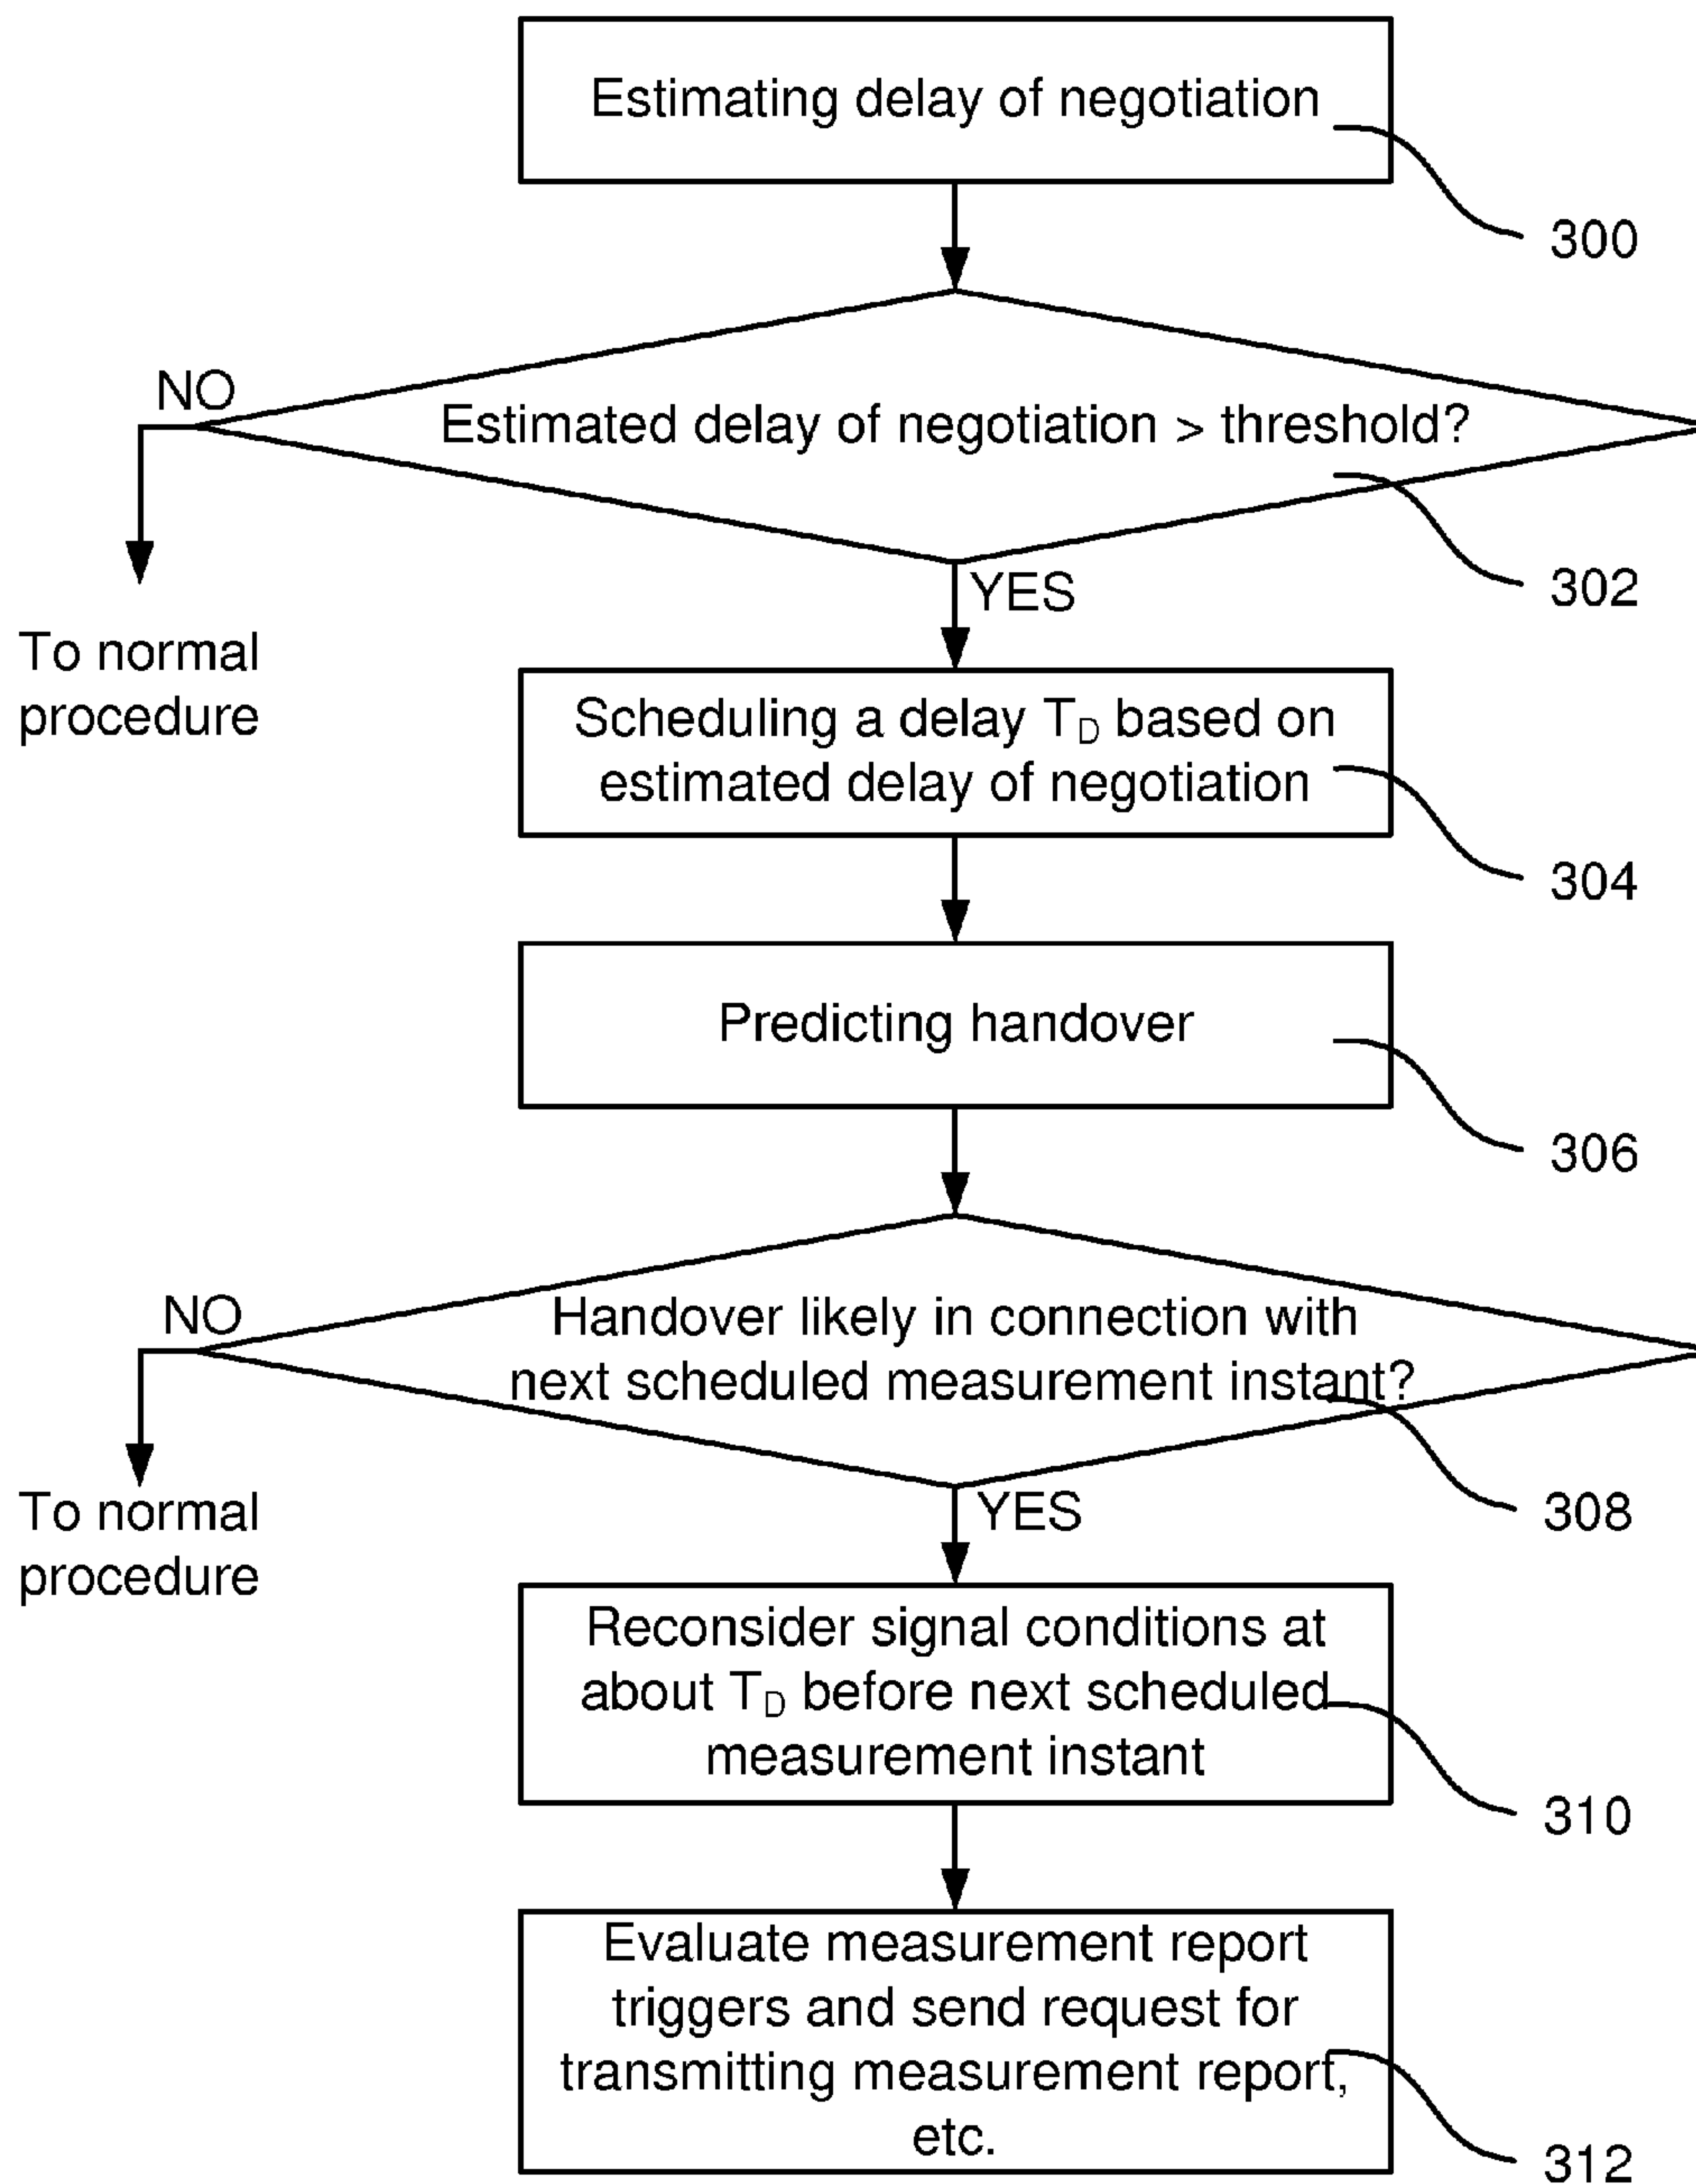 Estimating delay of negotiation
300
NO
Estimated delay of negotiation > threshold?
302
YES
To normal
procedure
Scheduling a delay TD based on
estimated delay of negotiation
304
Predicting handover
306
NO
Handover likely in connection with
next scheduled measurement instant?
308
YES
To normal
procedure
Reconsider signal conditions at
about TD before next scheduled
measurement instant
310
Evaluate measurement report
triggers and send request for
transmitting measurement report,
etc.
312